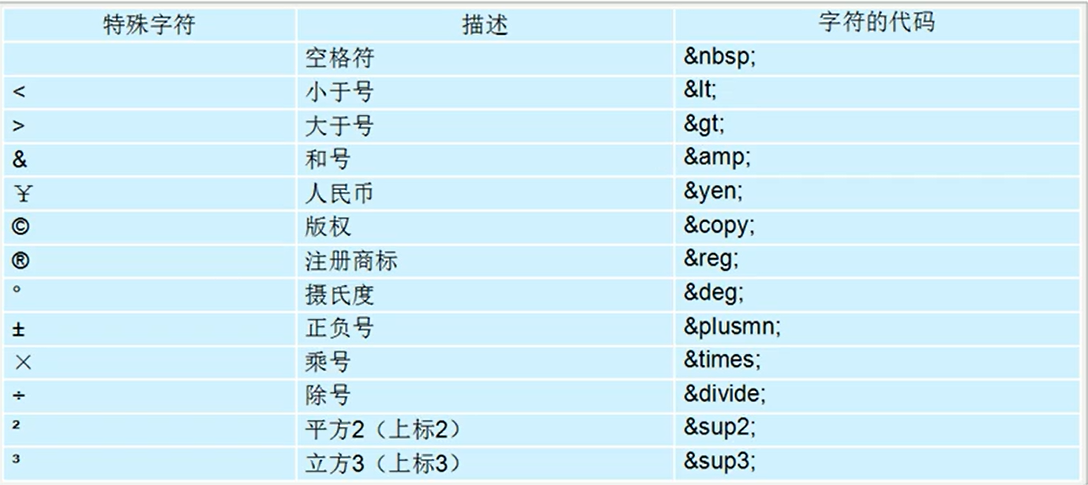 特殊字符 描述 字符的代码
空格符 &nbsp;
< 小于号 &lt;
> 大于号 &gt;
& 和号 &amp;
¥ 人民币 &yen;
© 版权 &copy;
® 注册商标 &reg;
° 摄氏度 &deg;
± 正负号 &plusmn;
× 乘号 &times;
÷ 除号 &divide;
² 平方2（上标2） &sup2;
³ 立方3（上标3） &sup3;